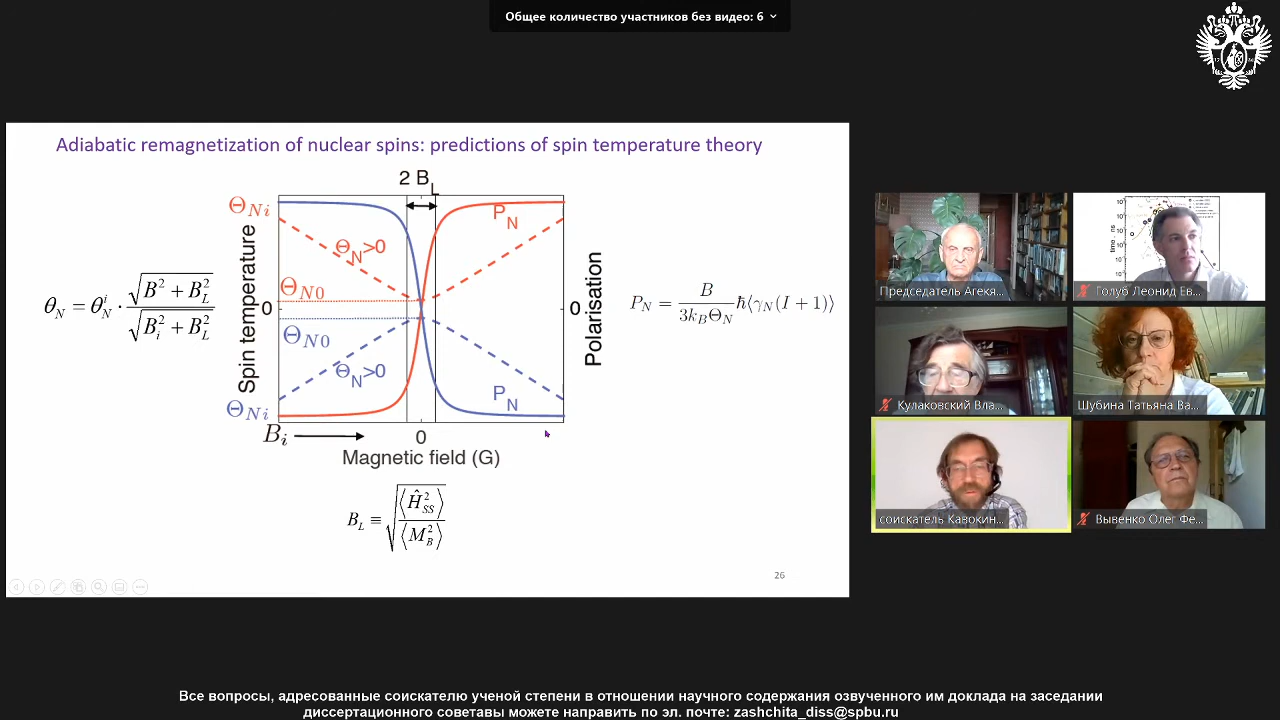 Общее количество участников без видео: 6
Adiabatic remagnetization of nuclear spins: predictions of spin temperature theory
2 B_L
Θ_Ni
P_N
Θ_N>0
Θ_N0
θ_N = θ_N^i · √(B² + B_L²) / √(B_i² + B_L²)
Spin temperature
0
0
Polarisation
P_N = B / (3k_BΘ_N) ħ⟨γ_N(I + 1)⟩
Θ_N0
Θ_N>0
P_N
Θ_Ni
B_i
0
Magnetic field (G)
B_L ≡ √(⟨Ĥ_SS²⟩ / ⟨M_B²⟩)
26
Председатель Агекя...
Голуб Леонид Ев...
Кулаковский Вла...
Шубина Татьяна Ва...
соискатель Кавокин...
Вывенко Олег Фе...
Все вопросы, адресованные соискателю ученой степени в отношении научного содержания озвученного им доклада на заседании
диссертационного советавы можете направить по эл. почте: zashchita_diss@spbu.ru